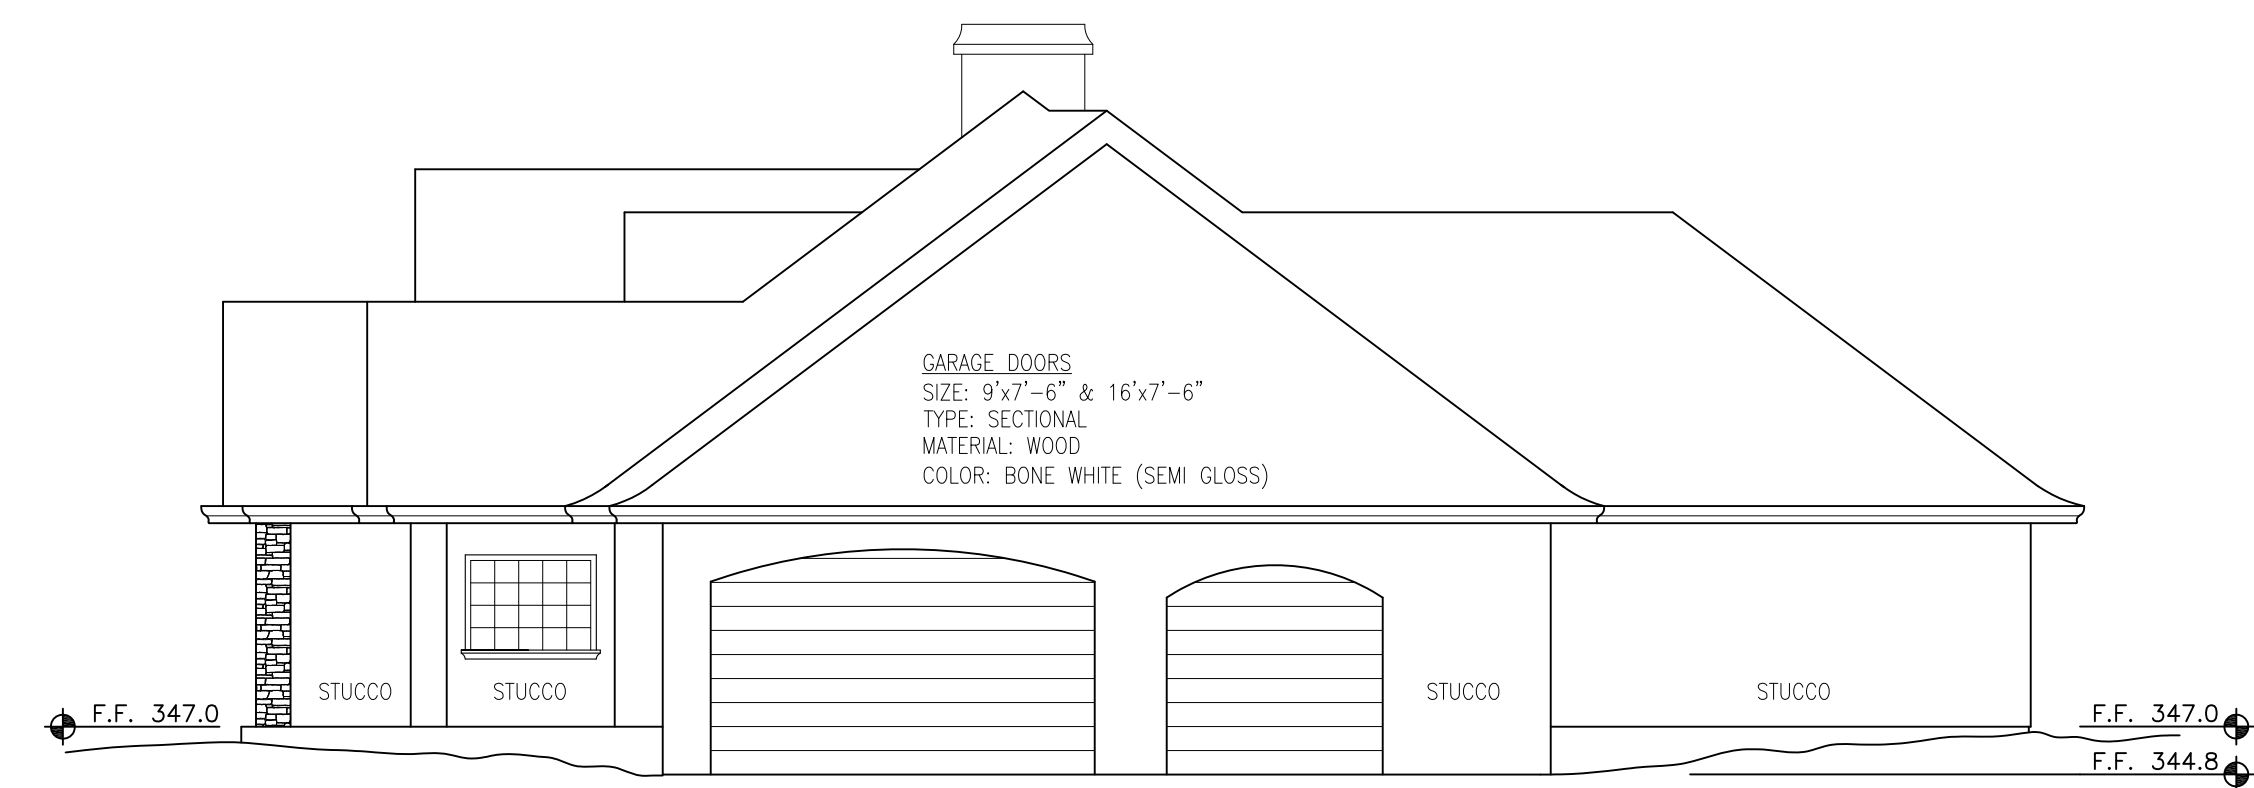 GARAGE DOORS
SIZE: 9'x7'-6" & 16'x7'-6"
TYPE: SECTIONAL
MATERIAL: WOOD
COLOR: BONE WHITE (SEMI GLOSS)
STUCCO
STUCCO
STUCCO
STUCCO
F.F. 347.0
F.F. 347.0
F.F. 344.8